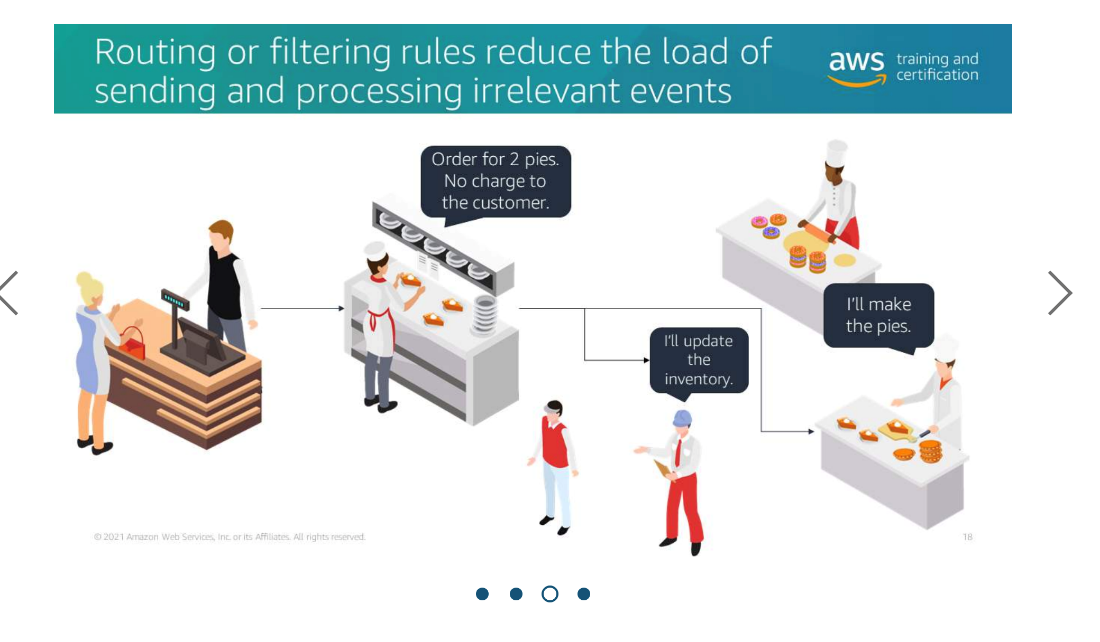 Routing or filtering rules reduce the load of
sending and processing irrelevant events
aws training and
certification
Order for 2 pies.
No charge to
the customer.
I'll make
the pies.
I'll update
the
inventory.
© 2021 Amazon Web Services, Inc. or its Affiliates. All rights reserved.
18